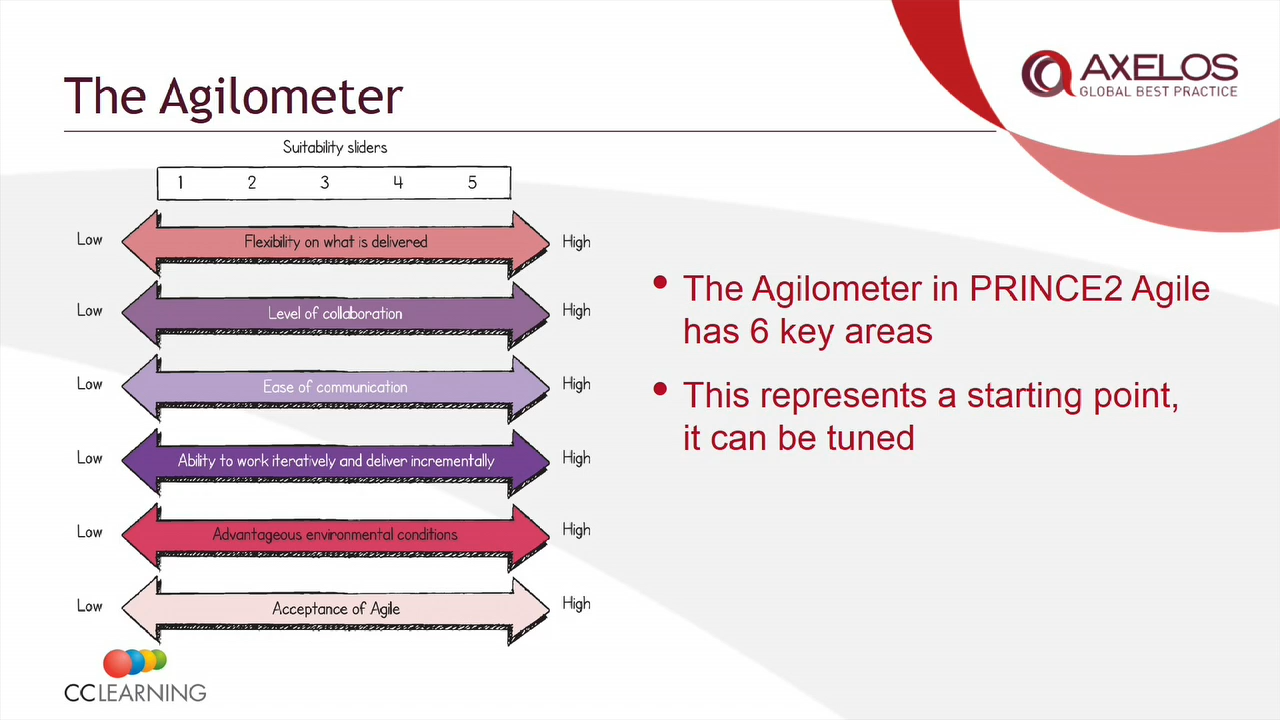 The Agilometer
AXELOS
GLOBAL BEST PRACTICE
Suitability sliders
1 2 3 4 5
Low Flexibility on what is delivered High
Low Level of collaboration High
Low Ease of communication High
Low Ability to work iteratively and deliver incrementally High
Low Advantageous environmental conditions High
Low Acceptance of Agile High
• The Agilometer in PRINCE2 Agile
has 6 key areas
• This represents a starting point,
it can be tuned
CCLEARNING